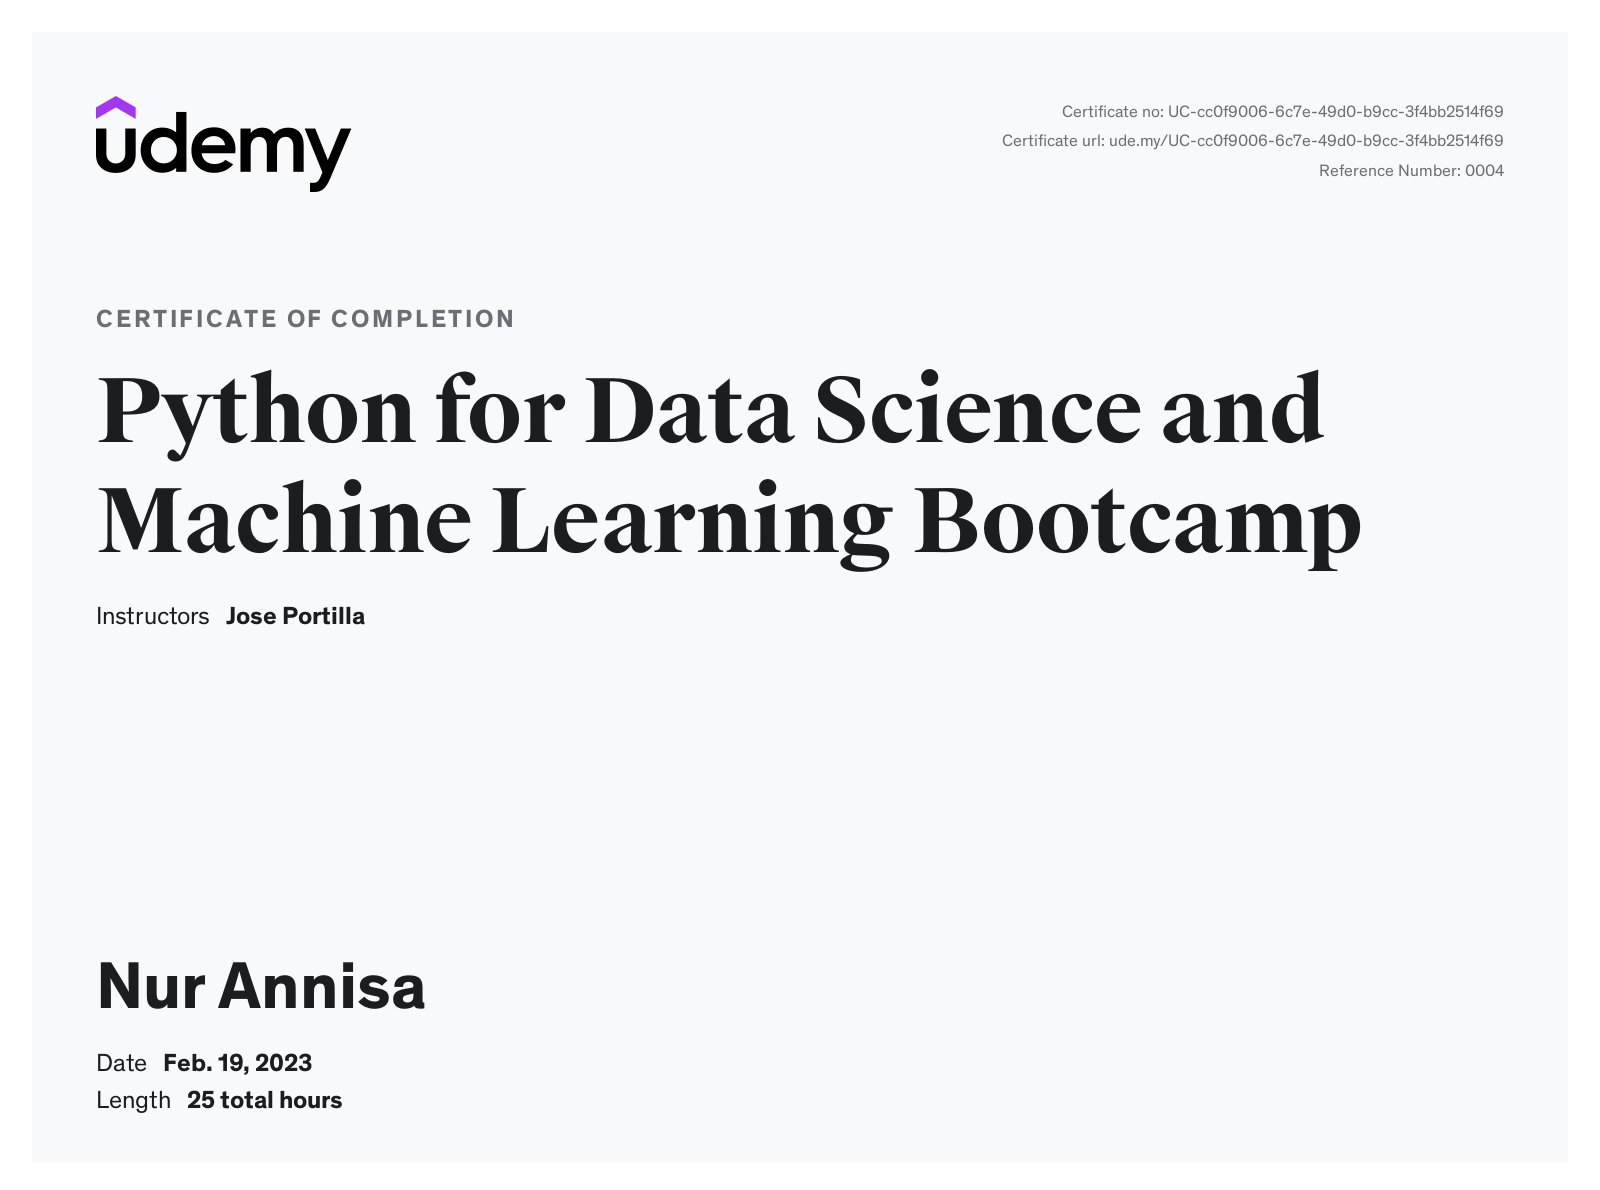 udemy
Certificate no: UC-cc0f9006-6c7e-49d0-b9cc-3f4bb2514f69
Certificate url: ude.my/UC-cc0f9006-6c7e-49d0-b9cc-3f4bb2514f69
Reference Number: 0004
CERTIFICATE OF COMPLETION
Python for Data Science and
Machine Learning Bootcamp
Instructors Jose Portilla
Nur Annisa
Date Feb. 19, 2023
Length 25 total hours